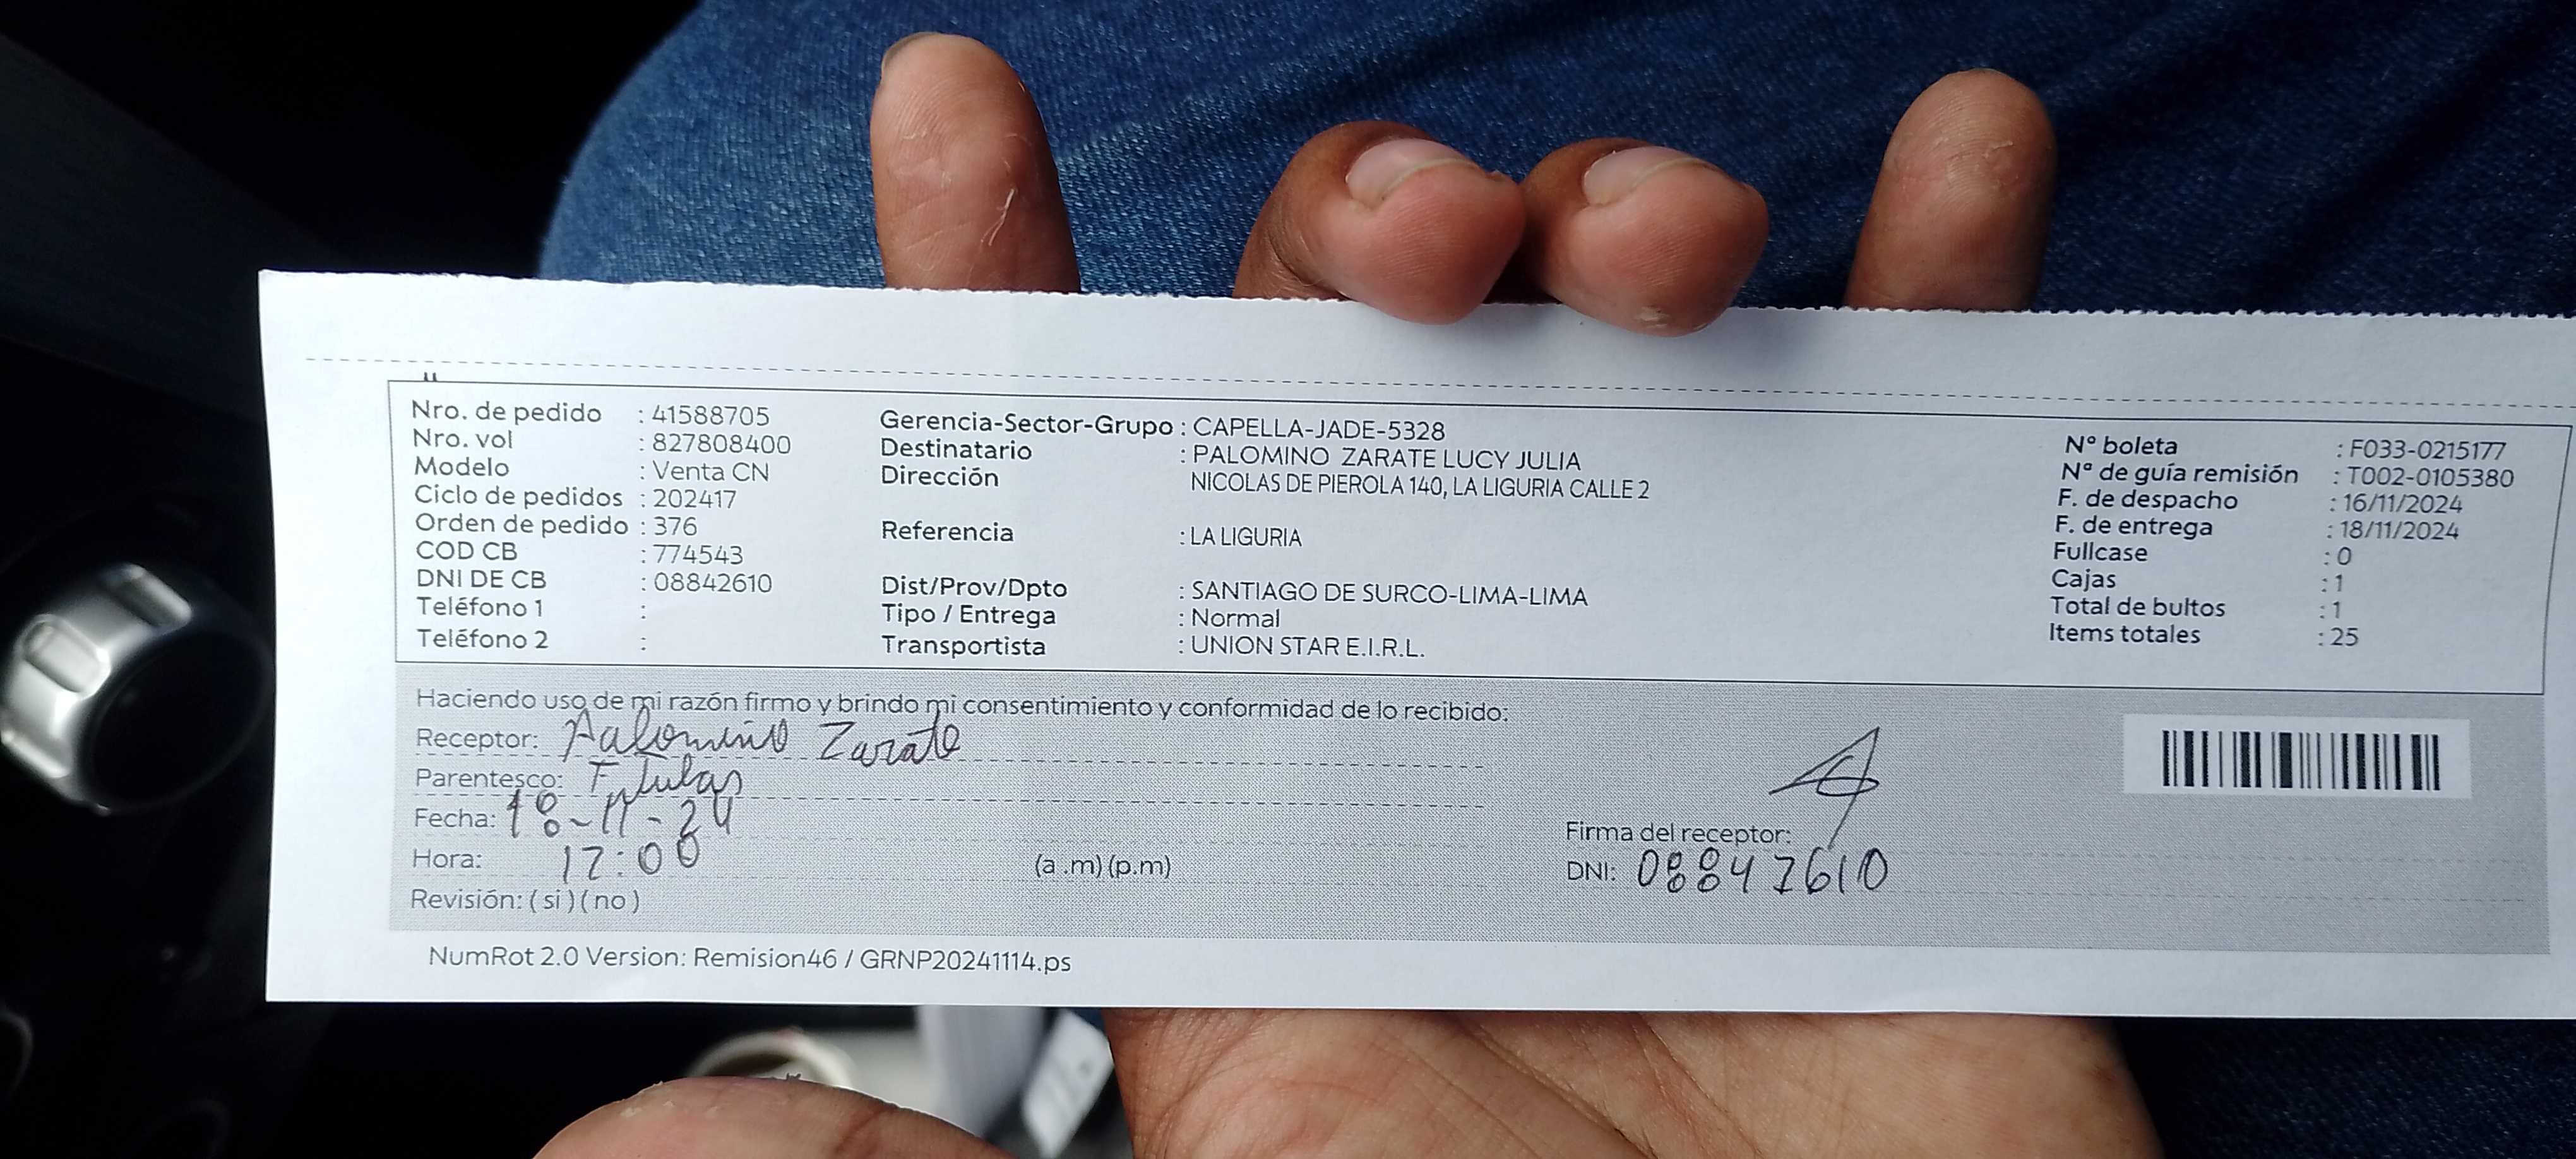 Nro. de pedido : 41588705
Nro. vol : 827808400
Modelo : Venta CN
Ciclo de pedidos : 202417
Orden de pedido : 376
COD CB : 774543
DNI DE CB : 08842610
Teléfono 1 :
Teléfono 2 :
Gerencia-Sector-Grupo : CAPELLA-JADE-5328
Destinatario : PALOMINO ZARATE LUCY JULIA
Dirección NICOLAS DE PIEROLA 140, LA LIGURIA CALLE 2
Referencia : LA LIGURIA
Dist/Prov/Dpto : SANTIAGO DE SURCO-LIMA-LIMA
Tipo / Entrega : Normal
Transportista : UNION STAR E.I.R.L.
N° boleta : F033-0215177
Nª de guía remisión : T002-0105380
F. de despacho : 16/11/2024
F. de entrega : 18/11/2024
Fullcase : 0
Cajas : 1
Total de bultos : 1
Items totales : 25
Haciendo uso de mi razón firmo y brindo mi consentimiento y conformidad de lo recibido:
Receptor: Palomino Zarate
Parentesco:
Fecha: 18-11-24
Hora: 12:00 (a .m) (p.m)
Revisión: ( si ) ( no )
Firma del receptor:
DNI: 08842610
NumRot 2.0 Version: Remision46 / GRNP20241114.ps